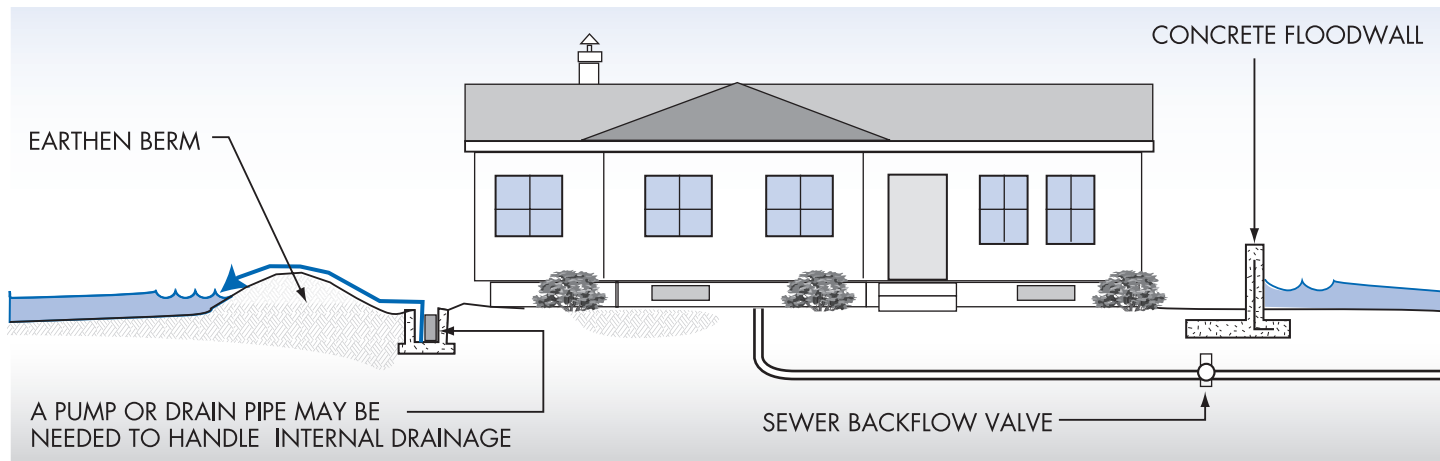 CONCRETE FLOODWALL
EARTHEN BERM
A PUMP OR DRAIN PIPE MAY BE
NEEDED TO HANDLE INTERNAL DRAINAGE
SEWER BACKFLOW VALVE